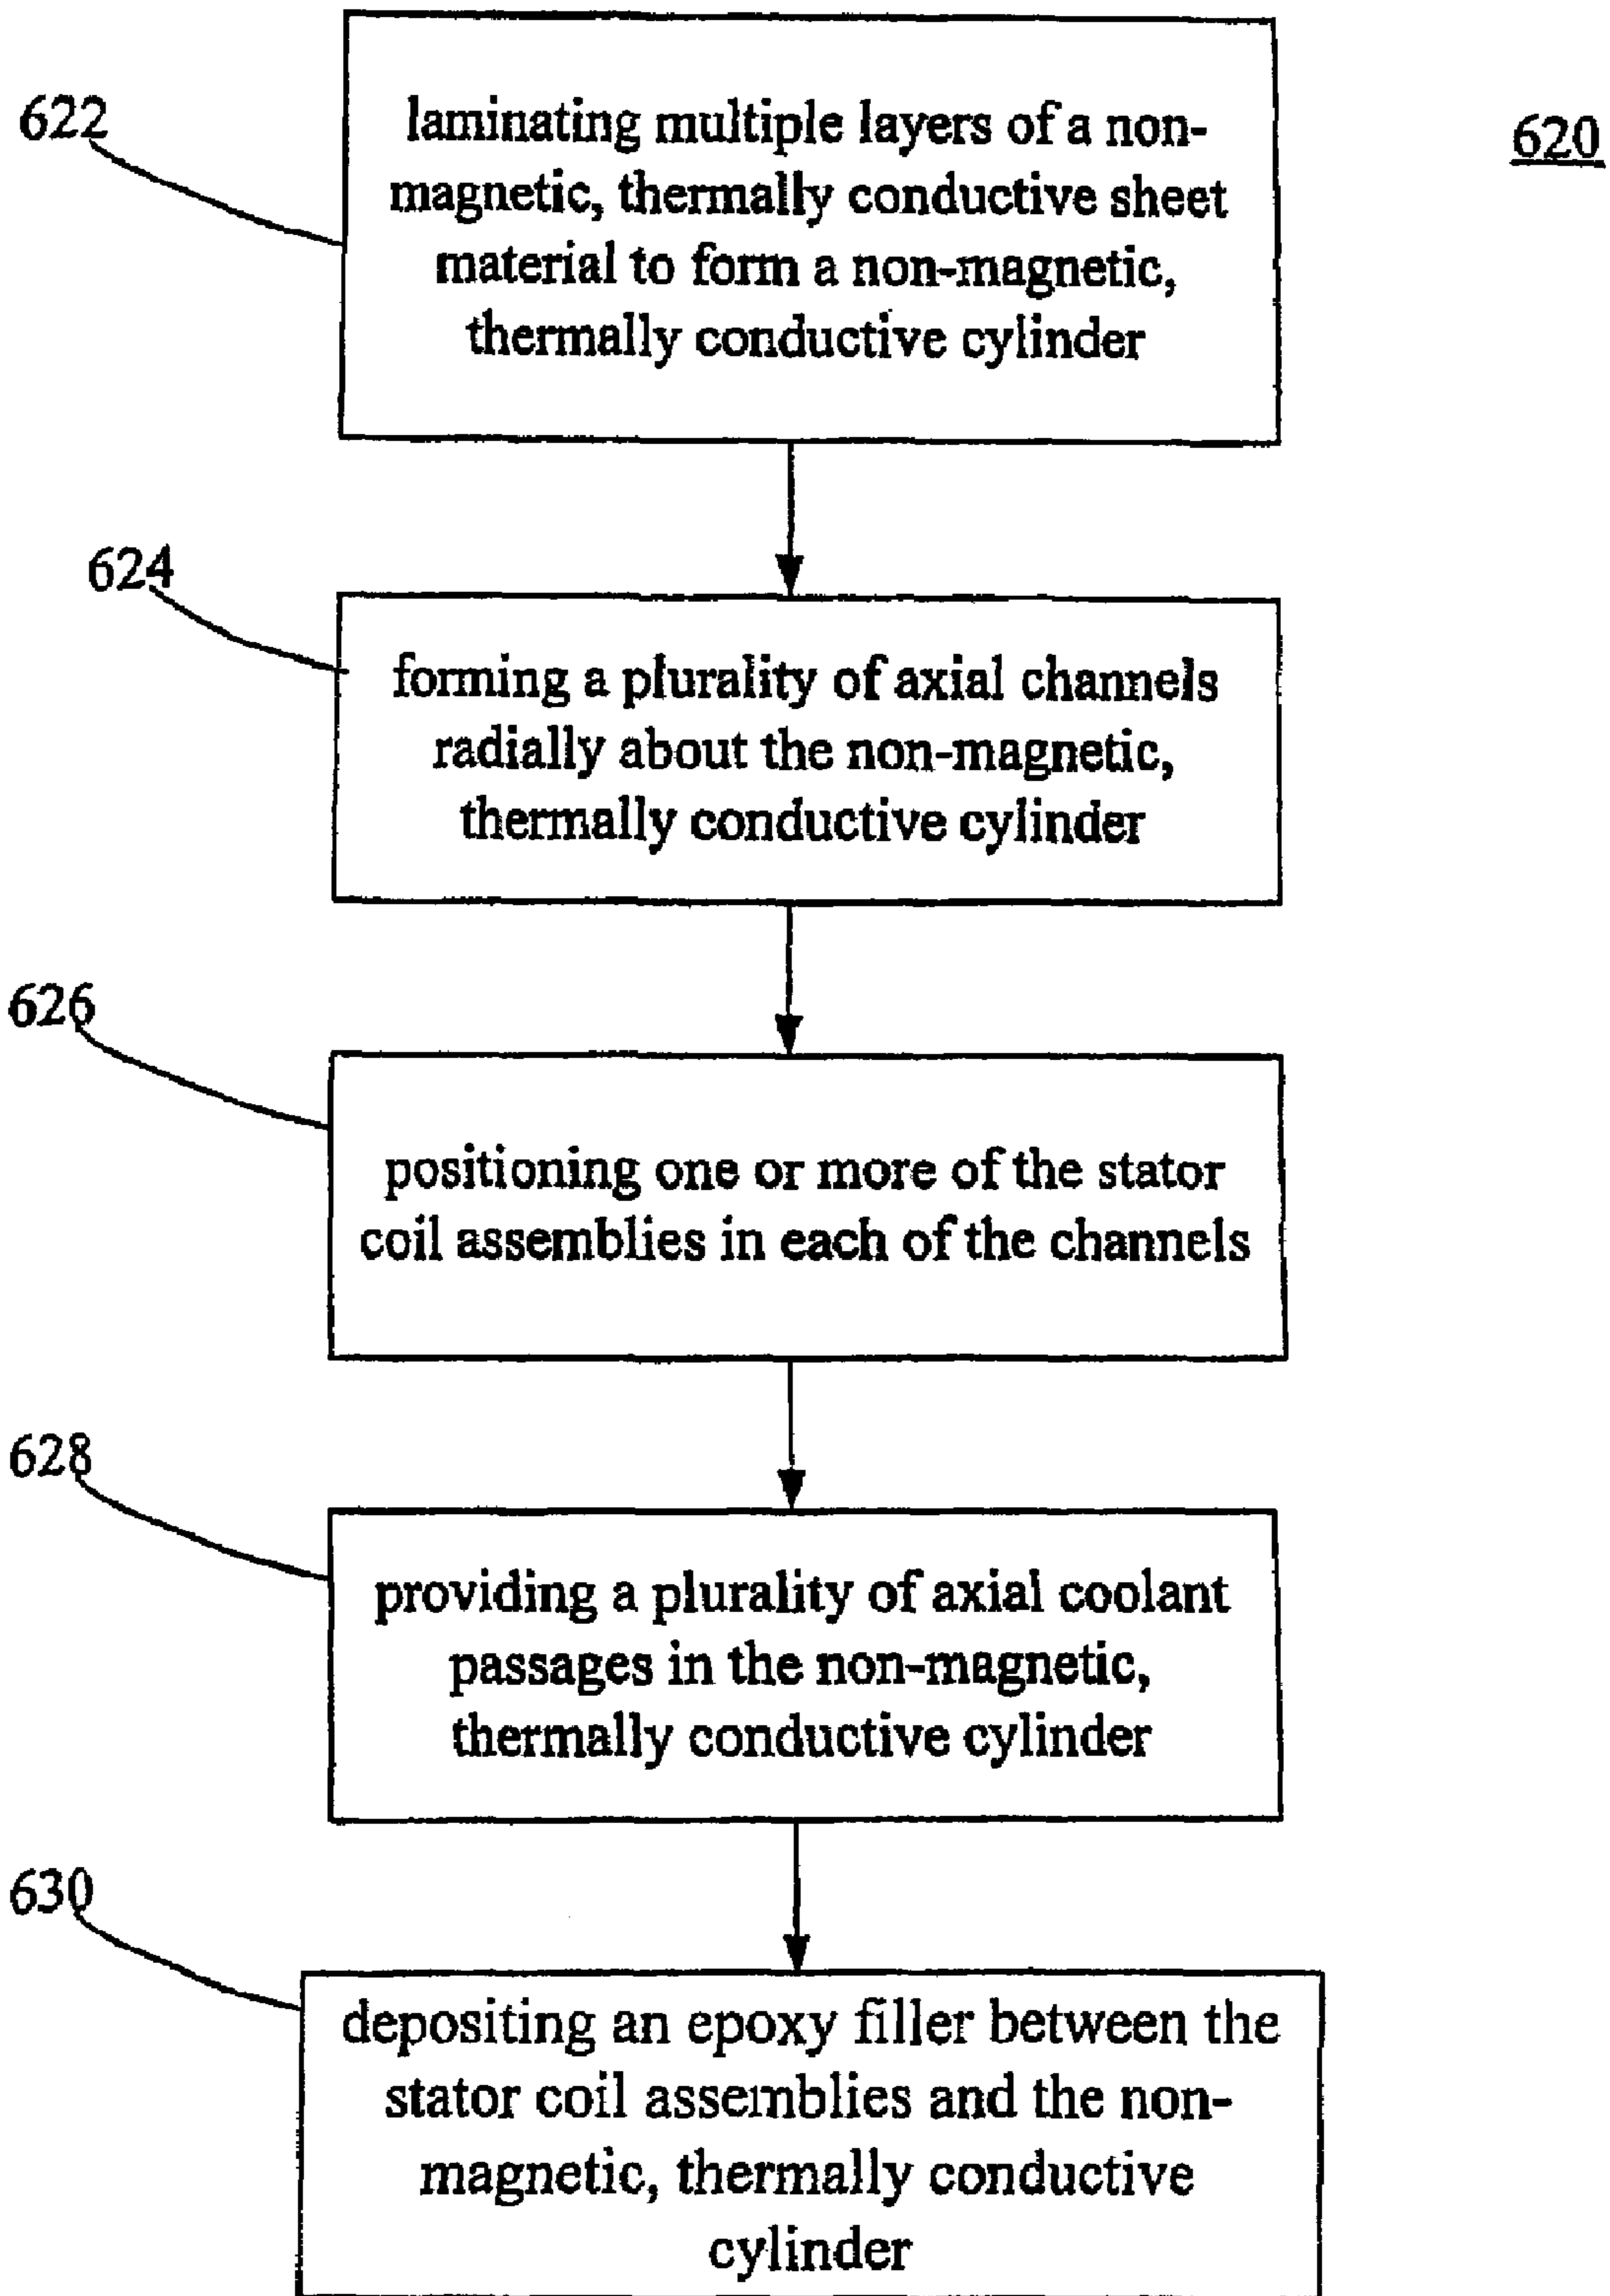 620
622
laminating multiple layers of a non-
magnetic, thermally conductive sheet
material to form a non-magnetic,
thermally conductive cylinder
624
forming a plurality of axial channels
radially about the non-magnetic,
thermally conductive cylinder
626
positioning one or more of the stator
coil assemblies in each of the channels
628
providing a plurality of axial coolant
passages in the non-magnetic,
thermally conductive cylinder
630
depositing an epoxy filler between the
stator coil assemblies and the non-
magnetic, thermally conductive
cylinder